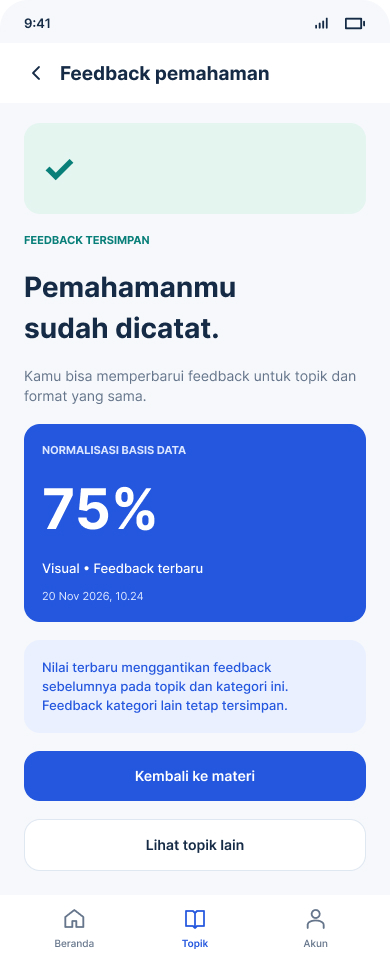 9:41
Feedback pemahaman
FEEDBACK TERSIMPAN
Pemahamanmu
sudah dicatat.
Kamu bisa memperbarui feedback untuk topik dan
format yang sama.
NORMALISASI BASIS DATA
75%
Visual • Feedback terbaru
20 Nov 2026, 10.24
Nilai terbaru menggantikan feedback
sebelumnya pada topik dan kategori ini.
Feedback kategori lain tetap tersimpan.
Kembali ke materi
Lihat topik lain
Beranda
Topik
Akun